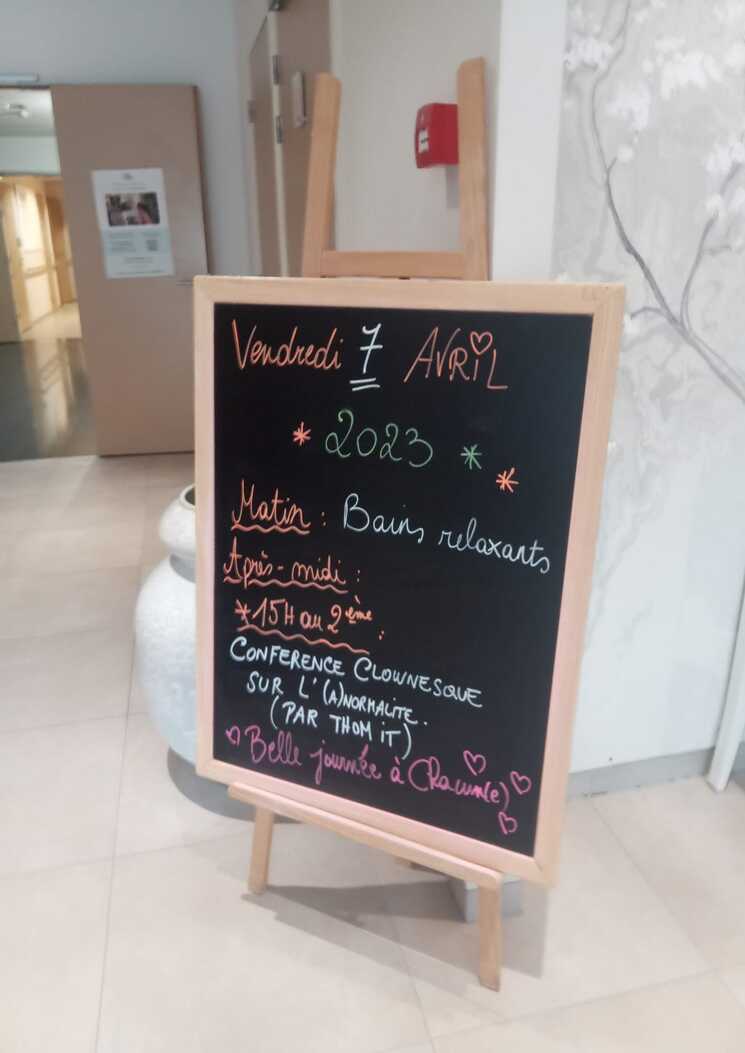 Vendredi 7 AVRIL
* 2023 * *
Matin : Bains relaxants
Après-midi :
*15H au 2ème :
CONFERENCE CLOWNESQUE
SUR L'(A)NORMALITE.
(PAR THOM IT)
♡ Belle journée à Chacun(e) ♡ ♡ ♡